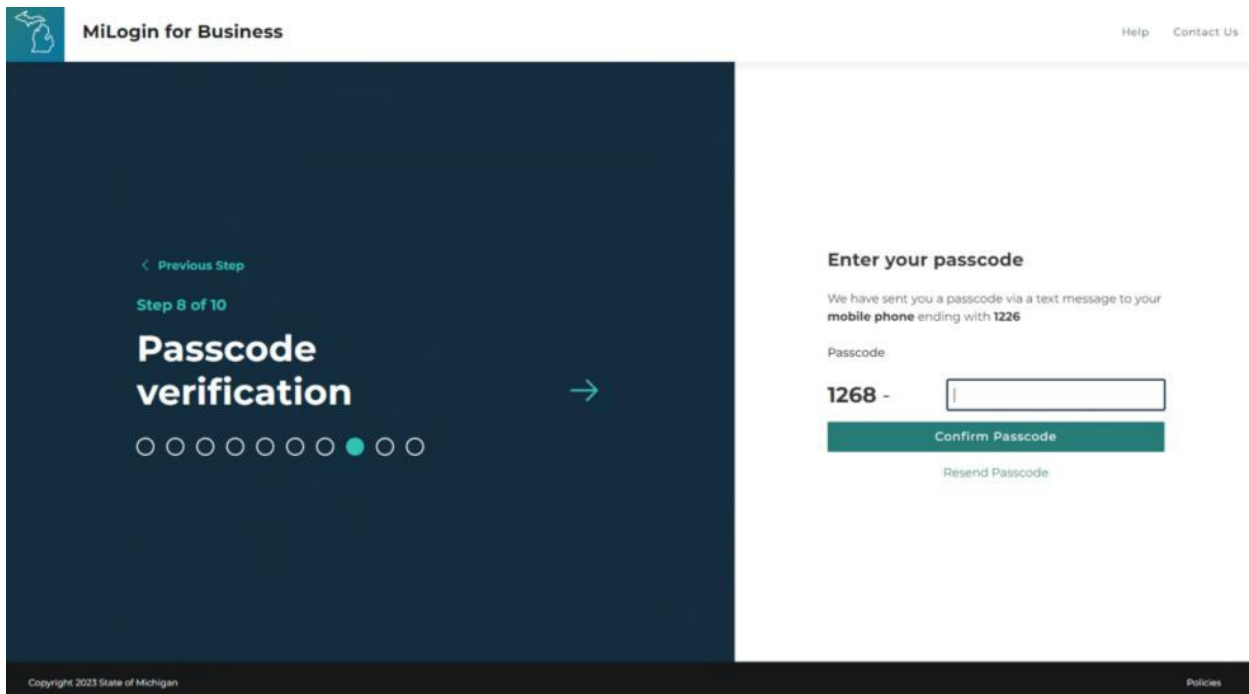 MiLogin for Business
Help
Contact Us
Previous Step
Step 8 of 10
Passcode
verification
Enter your passcode
We have sent you a passcode via a text message to your
mobile phone ending with 1226
Passcode
1268 -
Confirm Passcode
Resend Passcode
Copyright 2023 State of Michigan
Policies